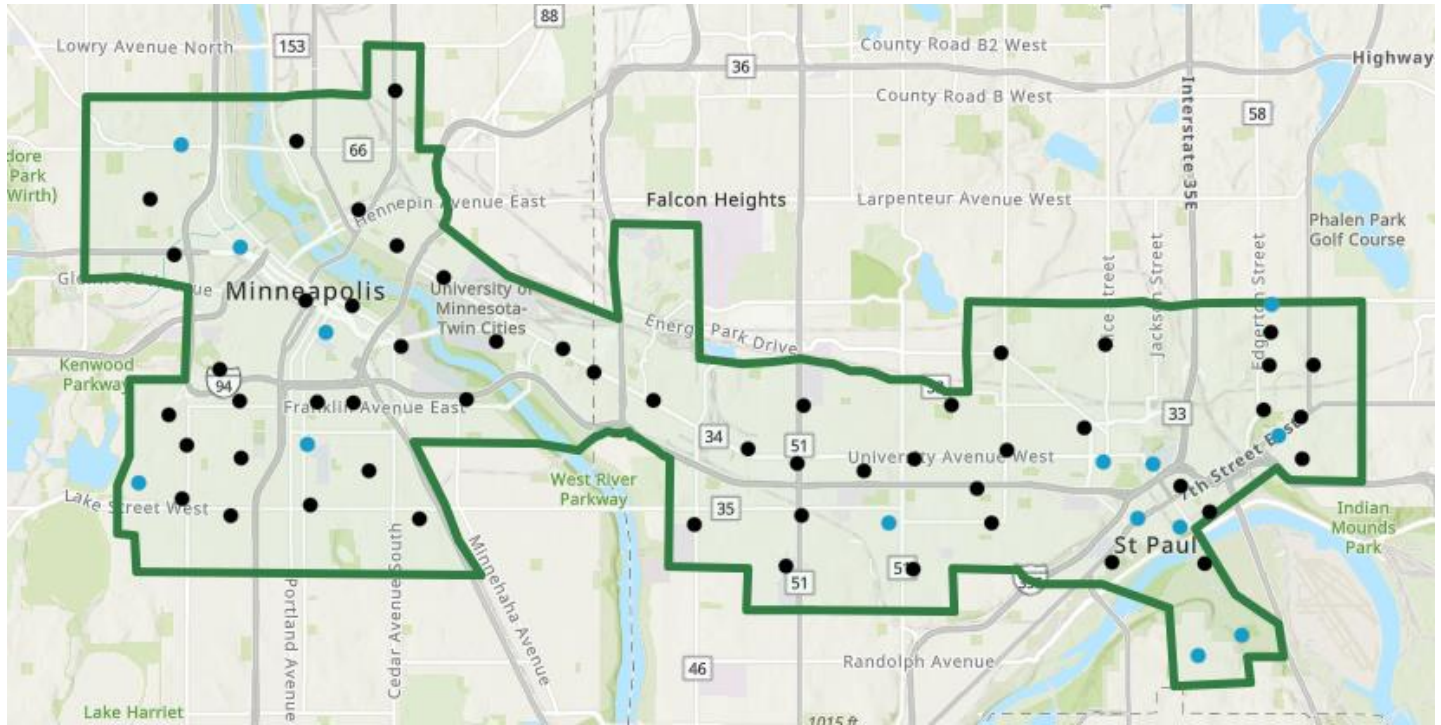 88
Lowry Avenue North
153
County Road B2 West
36
Highway
County Road B West
Interstate 35E
58
66
dore
Park
Wirth)
Hennepin Avenue East
Falcon Heights
Larpenteur Avenue West
Phalen Park
Golf Course
Minneapolis
University of
Minnesota-
Twin Cities
Jackson Street
Edgerton Street
Energy Park Drive
Kenwood
Parkway
94
Franklin Avenue East
33
34
51
University Avenue West
7th Street East
West River
Parkway
Lake Street West
35
Indian
Mounds
Park
St Paul
51
51
Portland Avenue
Cedar Avenue South
Minnehaha Avenue
46
Randolph Avenue
Lake Harriet
1015 ft